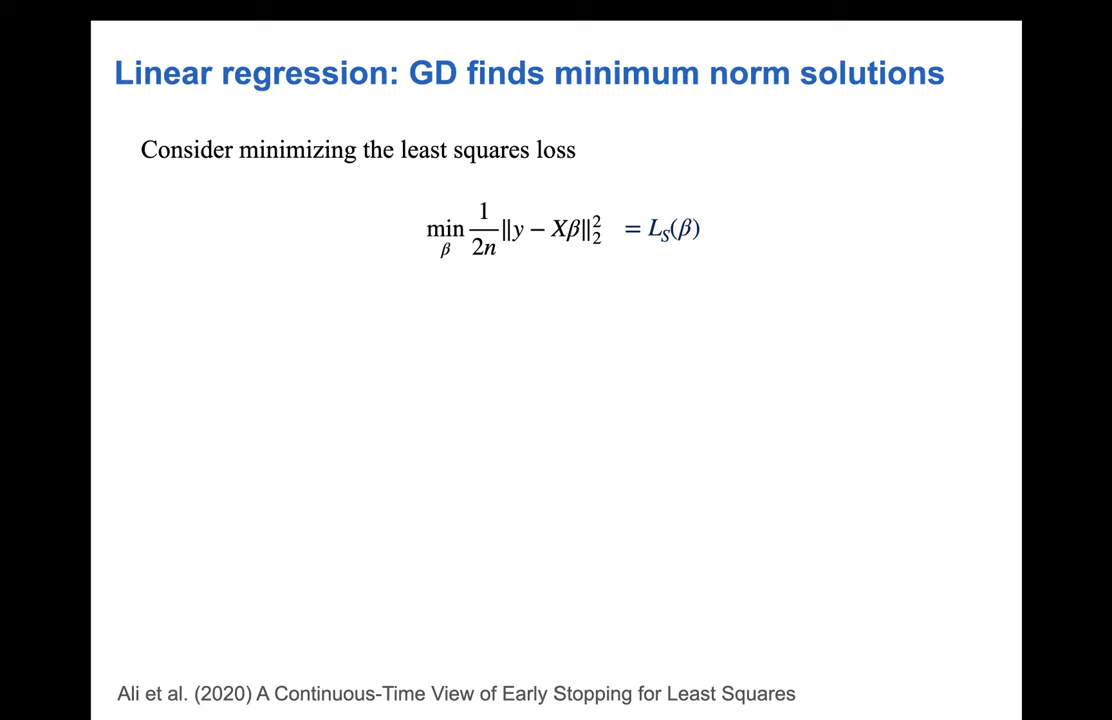 Linear regression: GD finds minimum norm solutions
Consider minimizing the least squares loss
min_β 1/2n ||y − Xβ||₂² = L_S(β)
Ali et al. (2020) A Continuous-Time View of Early Stopping for Least Squares